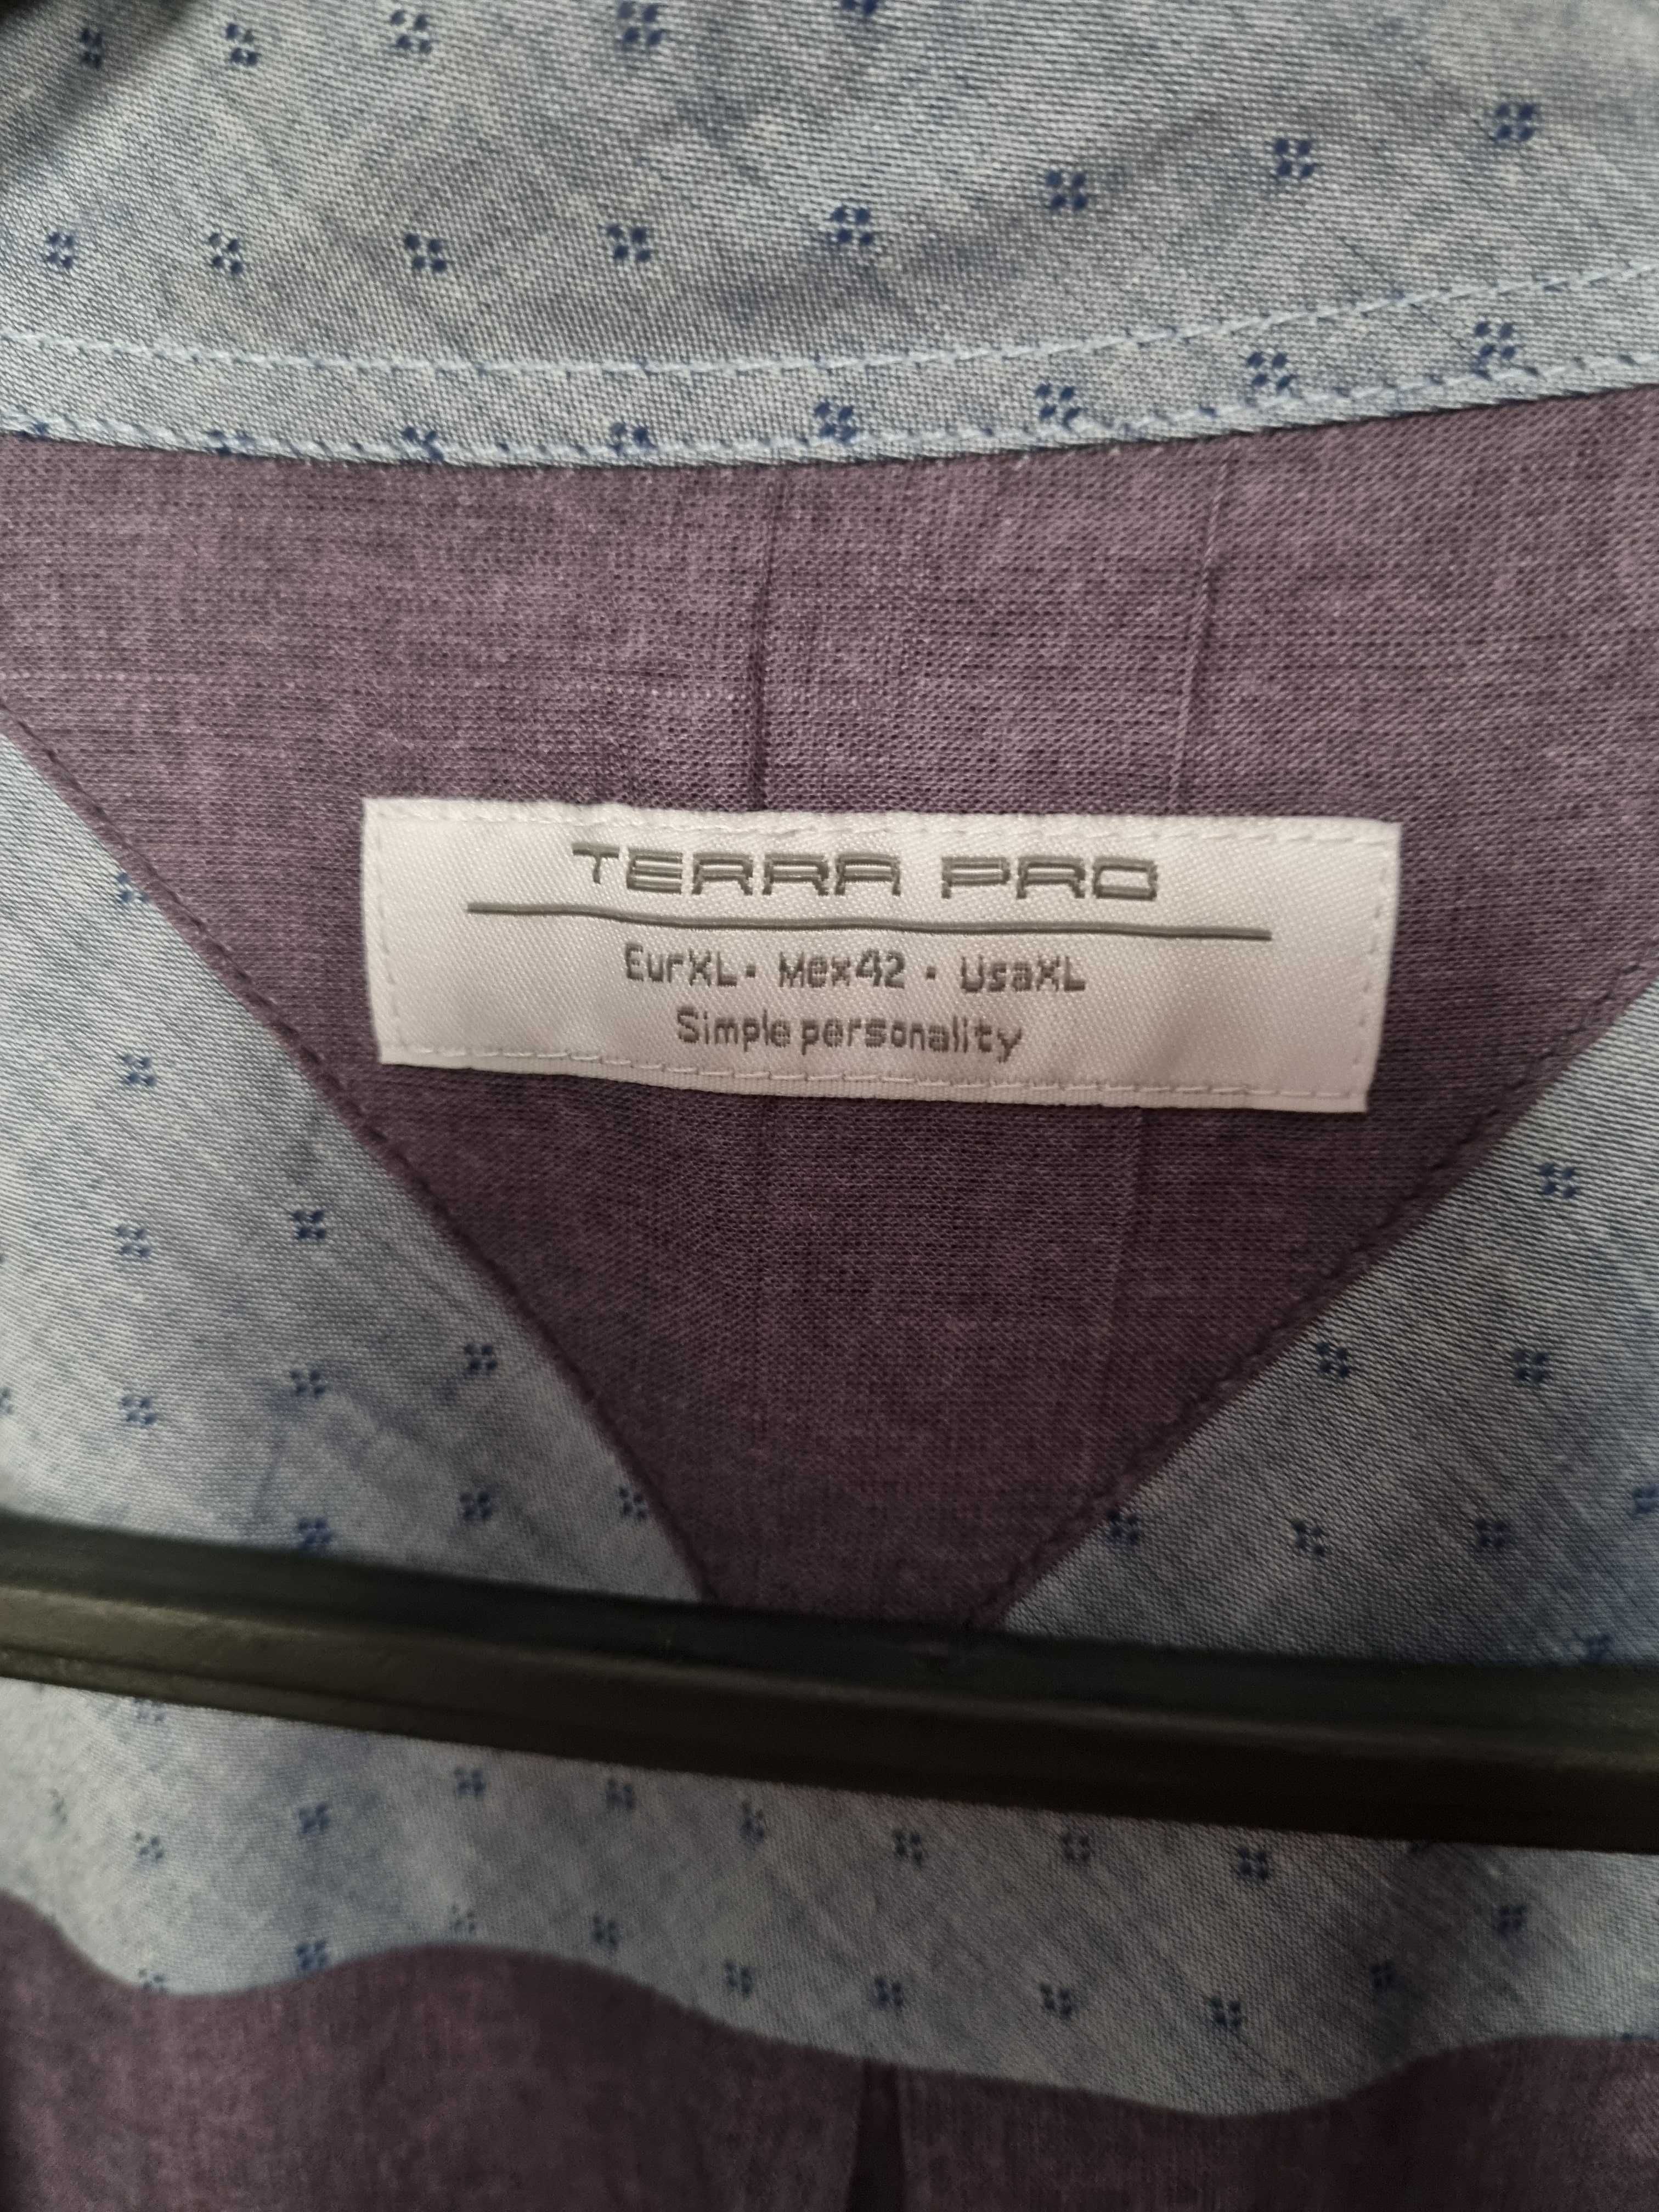 TERRA PRO
EurXL• Mex42 • UsaXL
Simple personality